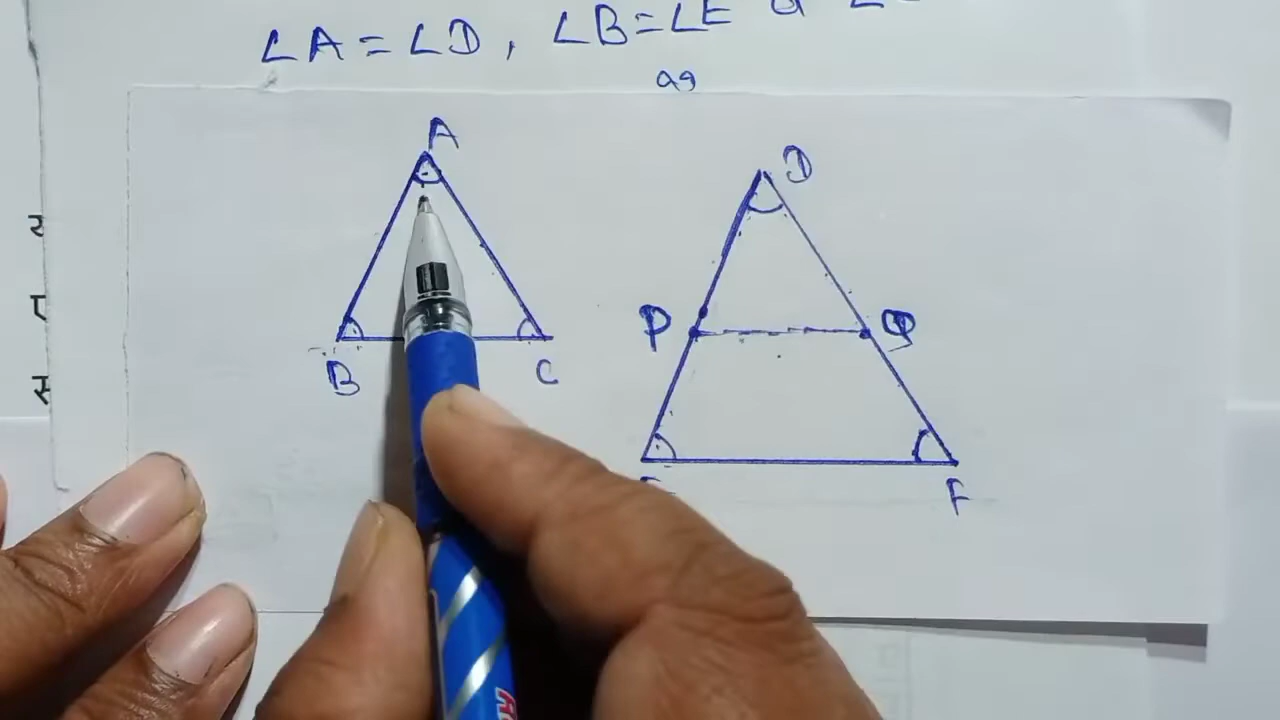 ∠A = ∠D, ∠B = ∠E
A
D
P
Q
B
C
F